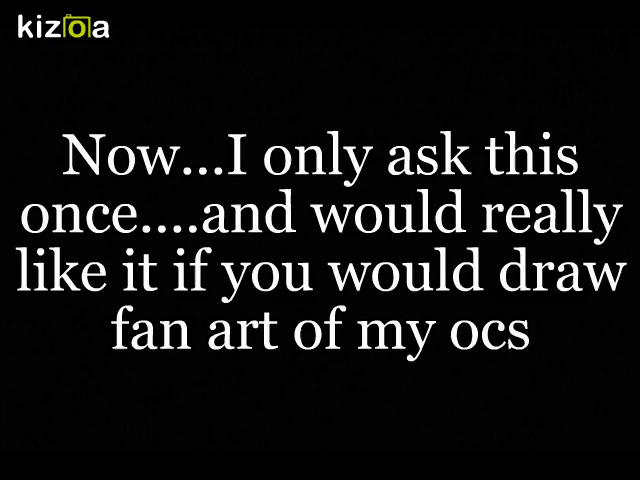 kizoa
Now...I only ask this
once....and would really
like it if you would draw
fan art of my ocs